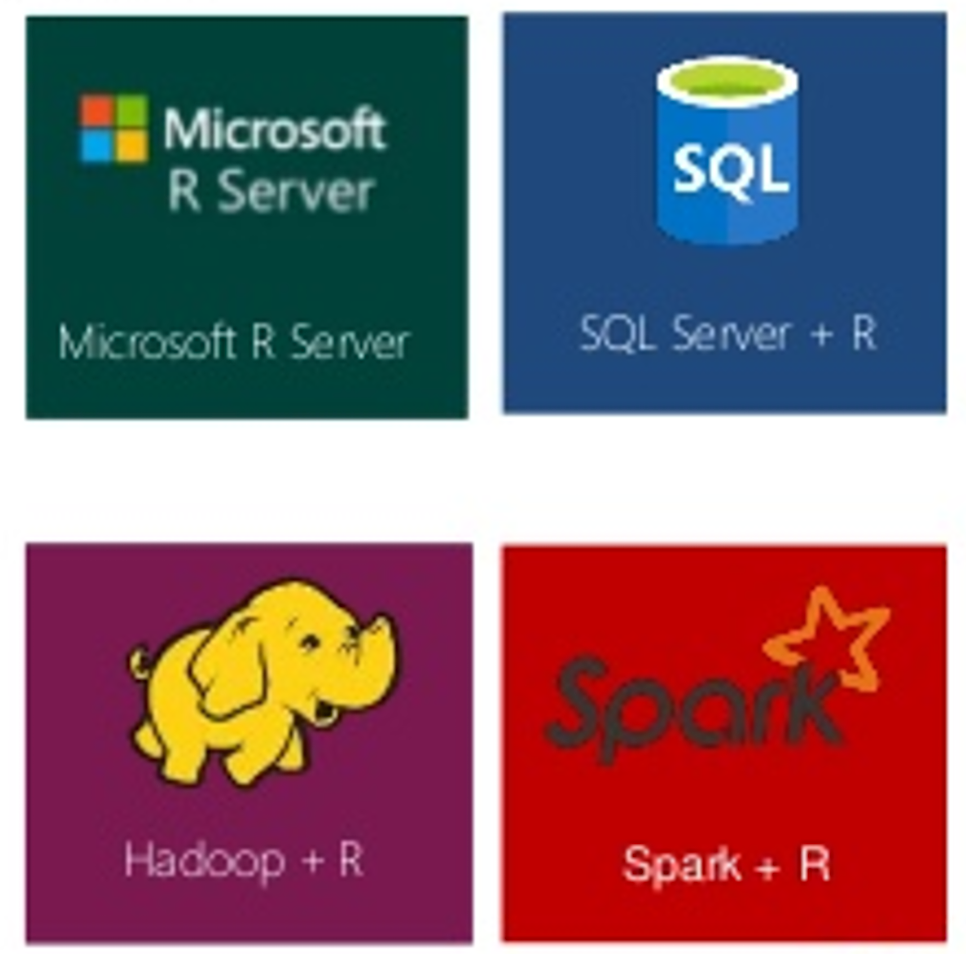 Microsoft
R Server
Microsoft R Server
SQL
SQL Server + R
Hadoop + R
Spark
Spark + R